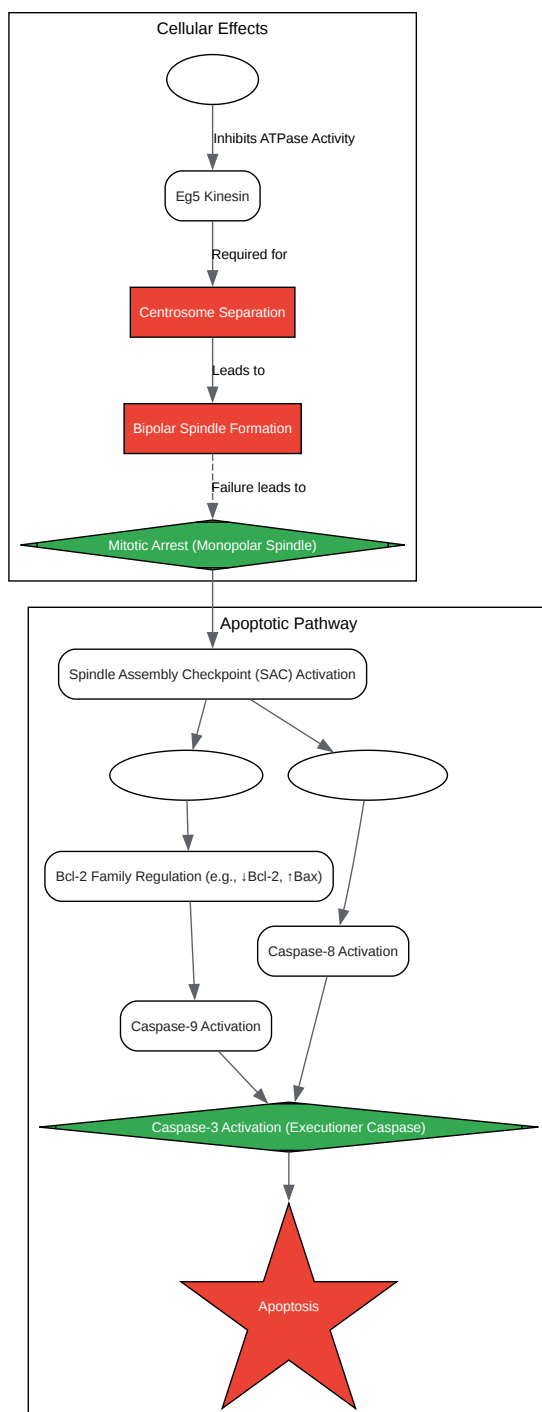 Cellular Effects
Inhibits ATPase Activity
Eg5 Kinesin
Required for
Centrosome Separation
Leads to
Bipolar Spindle Formation
Failure leads to
Mitotic Arrest (Monopolar Spindle)
Apoptotic Pathway
Spindle Assembly Checkpoint (SAC) Activation
Bcl-2 Family Regulation (e.g., ↓Bcl-2, ↑Bax)
Caspase-8 Activation
Caspase-9 Activation
Caspase-3 Activation (Executioner Caspase)
Apoptosis